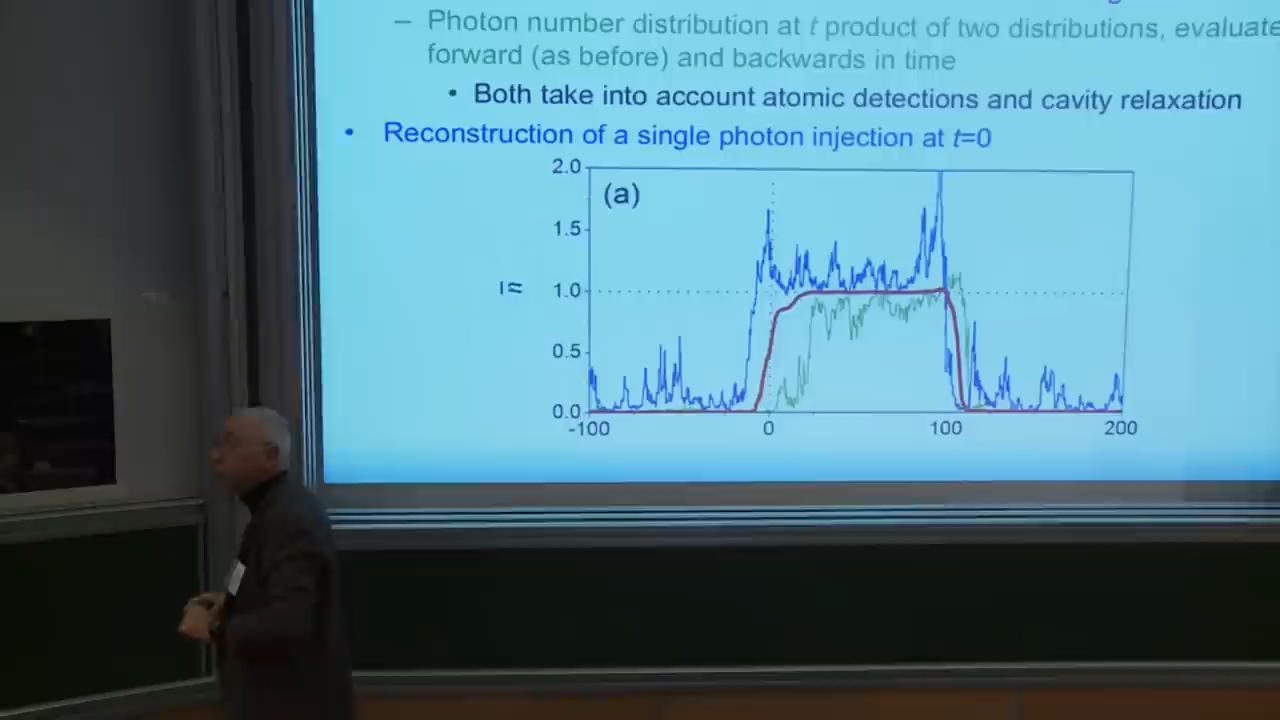 – Photon number distribution at t product of two distributions, evaluate
forward (as before) and backwards in time
• Both take into account atomic detections and cavity relaxation
• Reconstruction of a single photon injection at t=0
2.0
(a)
1.5
1.0
0.5
0.0
-100 0 100 200